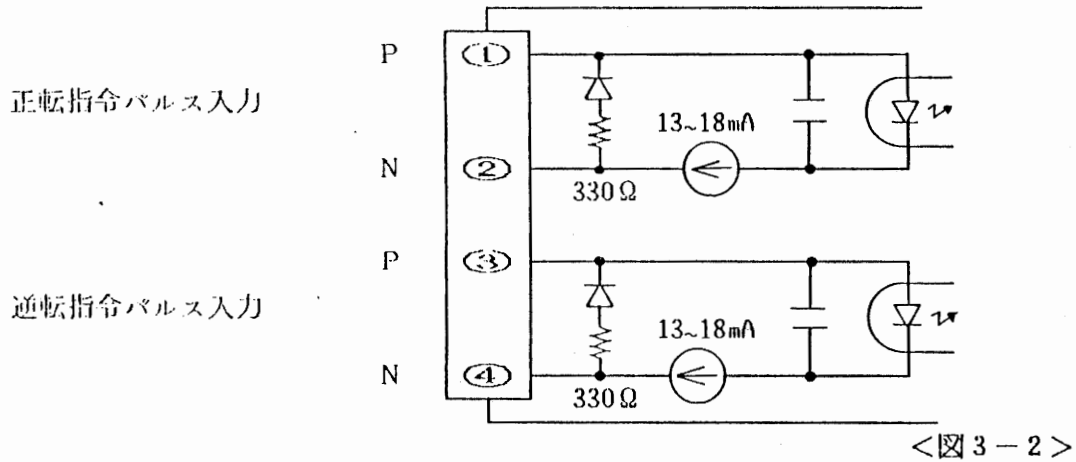 P ①
正転指令パルス入力
13~18mA
N ②
330Ω
P ③
逆転指令パルス入力
13~18mA
N ④
330Ω
<図3-2>